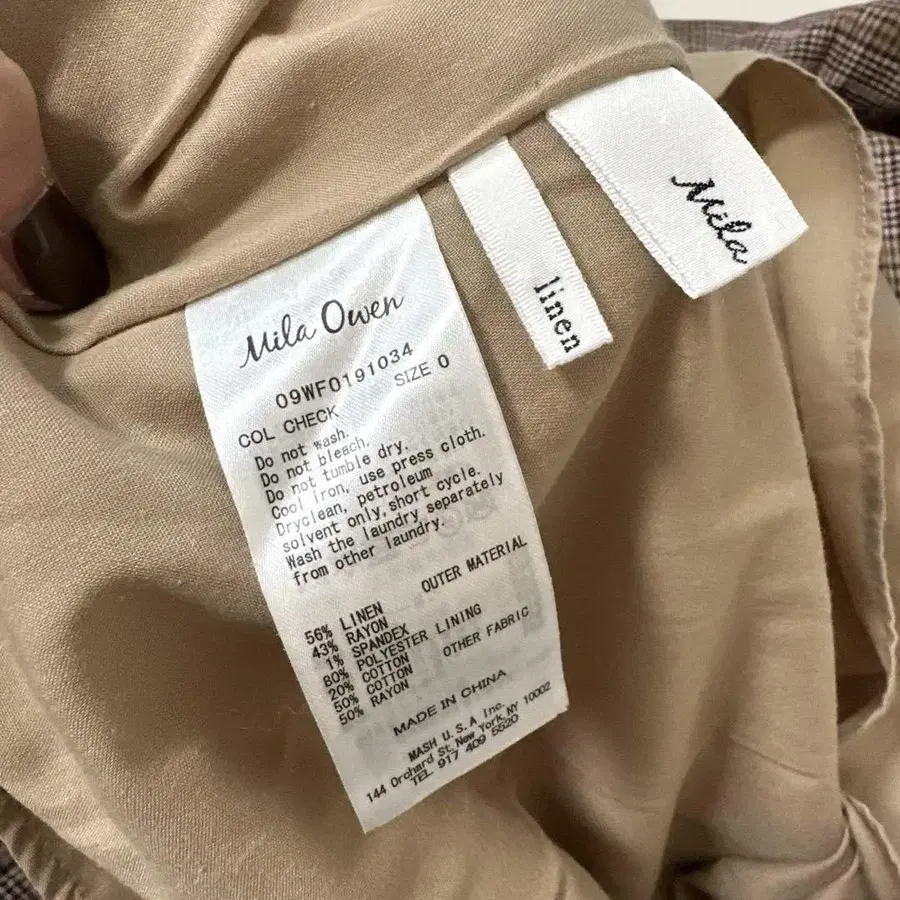 Mila Owen
09WF0191034
COL CHECK SIZE 0
Do not wash.
Do not bleach.
Do not tumble dry.
Cool iron, use press cloth.
Dryclean, petroleum
solvent only,short cycle.
Wash the laundry separately
from other laundry.
OUTER MATERIAL
56% LINEN
43% RAYON
1% SPANDEX
80% POLYESTER LINING
20% COTTON
50% COTTON OTHER FABRIC
50% RAYON
MADE IN CHINA
MASH U.S.A Inc.
144 Orchard St.New York,NY 10002
TEL 917 409 5520
linen
Mila